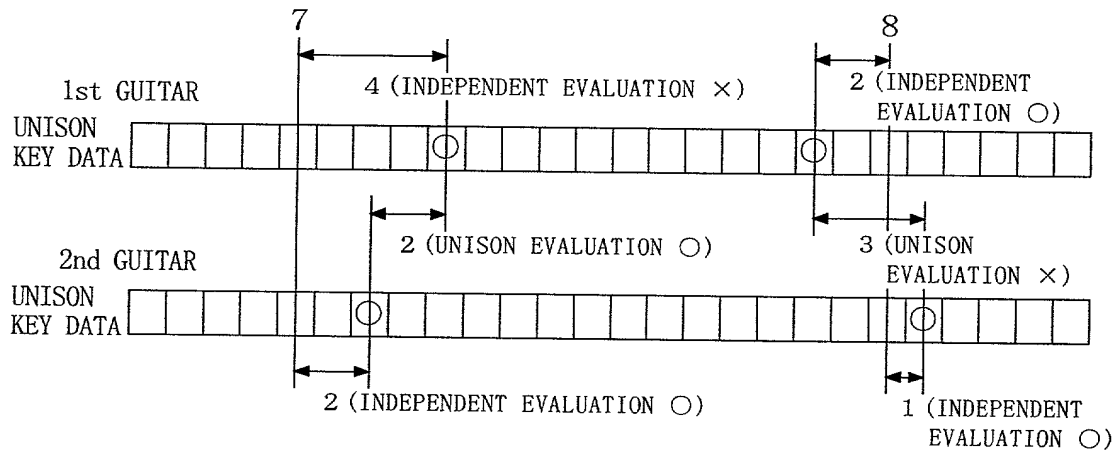 7
8
4 (INDEPENDENT EVALUATION ×)
2 (INDEPENDENT
EVALUATION ○)
1st GUITAR
UNISON
KEY DATA
2 (UNISON EVALUATION ○)
3 (UNISON
EVALUATION ×)
2nd GUITAR
UNISON
KEY DATA
2 (INDEPENDENT EVALUATION ○)
1 (INDEPENDENT
EVALUATION ○)